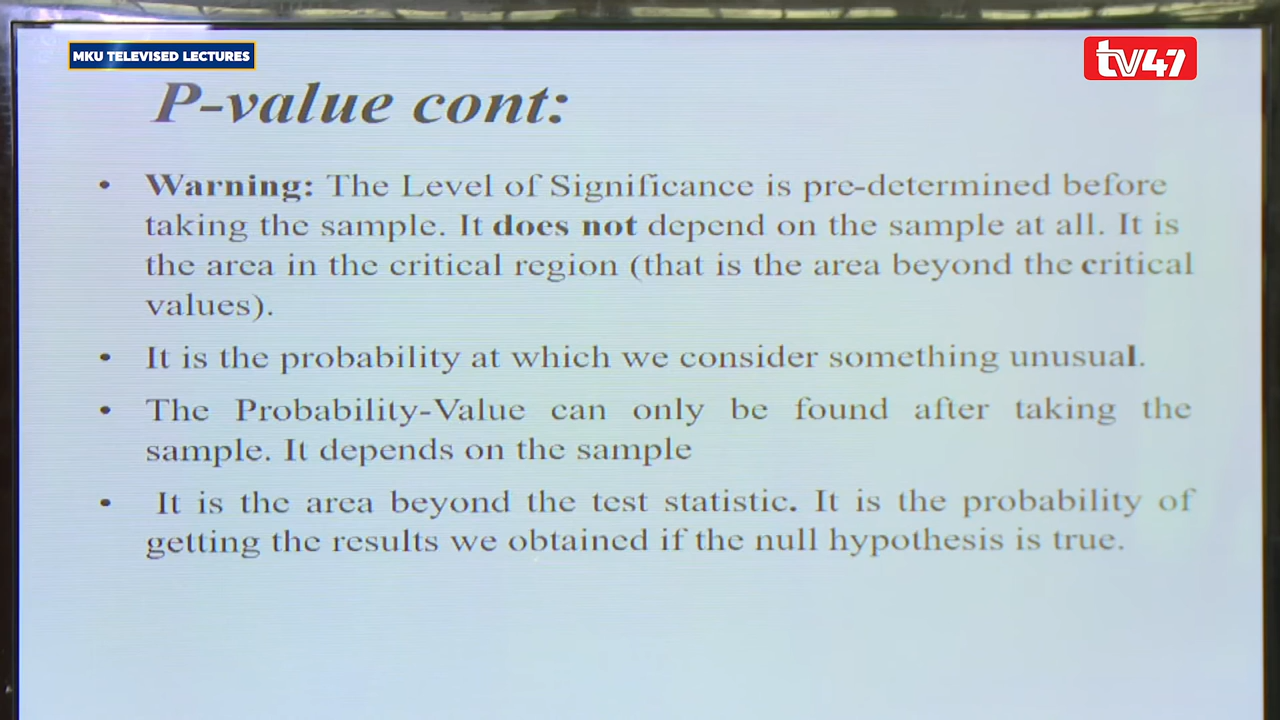 MKU TELEVISED LECTURES
tv47
P-value cont:
• Warning: The Level of Significance is pre-determined before
taking the sample. It does not depend on the sample at all. It is
the area in the critical region (that is the area beyond the critical
values).
• It is the probability at which we consider something unusual.
• The Probability-Value can only be found after taking the
sample. It depends on the sample
• It is the area beyond the test statistic. It is the probability of
getting the results we obtained if the null hypothesis is true.